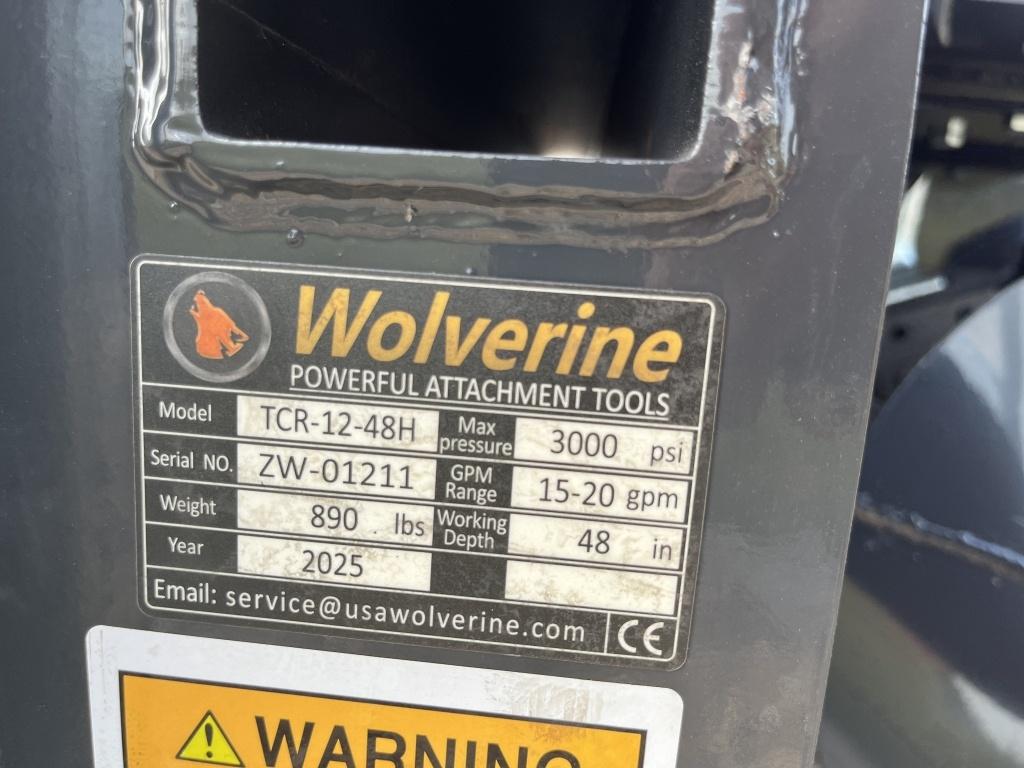 Wolverine
POWERFUL ATTACHMENT TOOLS
Model TCR-12-48H Max pressure 3000 psi
Serial NO. ZW-01211 GPM Range 15-20 gpm
Weight 890 lbs Working Depth 48 in
Year 2025
Email: service@usawolverine.com CE
WARNING